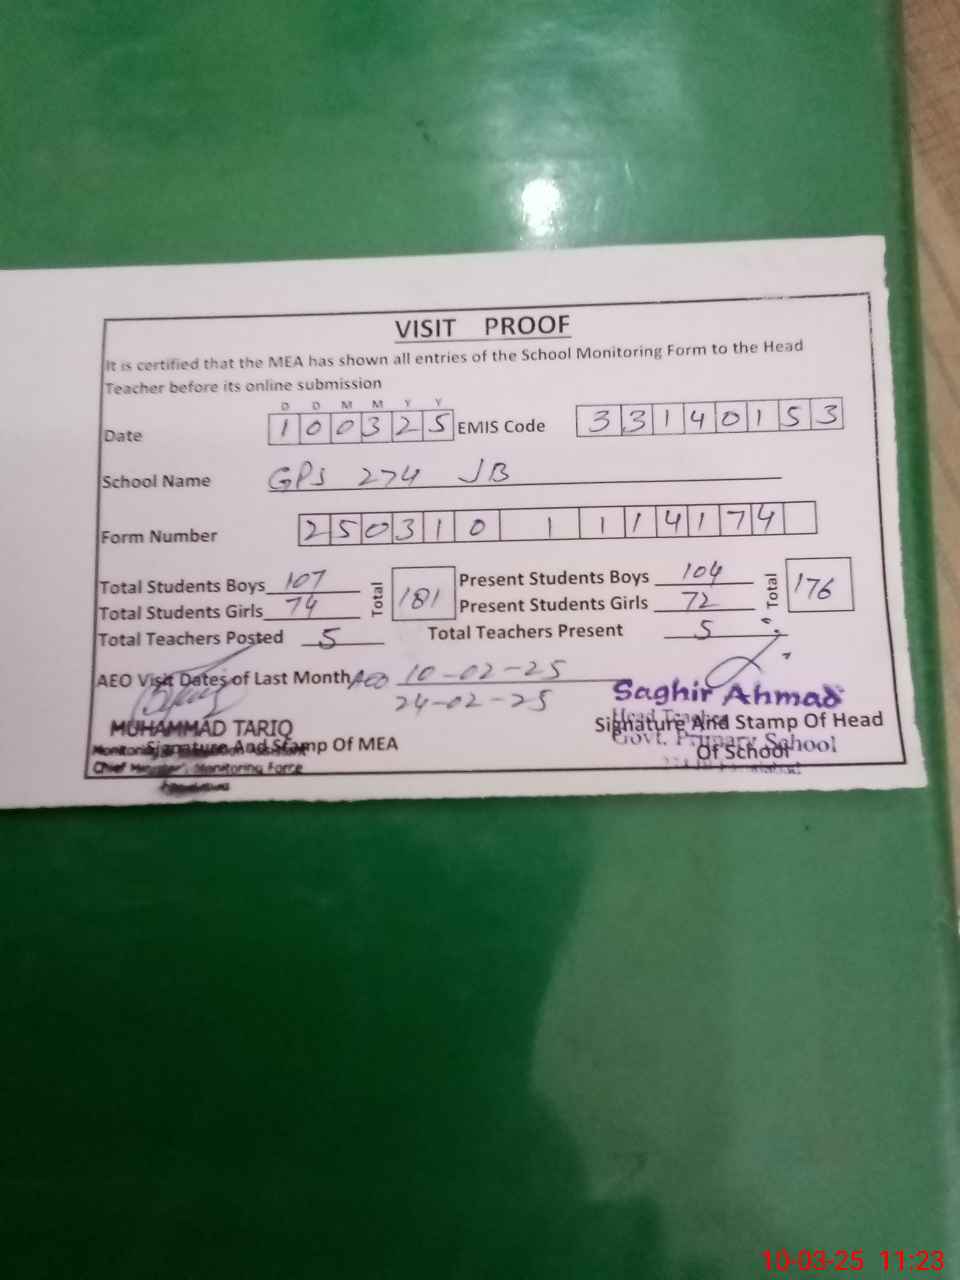 VISIT PROOF
It is certified that the MEA has shown all entries of the School Monitoring Form to the Head
Teacher before its online submission
D D M M Y Y
Date 1 0 0 3 2 5 EMIS Code 3 3 1 4 0 1 5 3
School Name GPS 274 JB
Form Number 2 5 0 3 1 0 1 1 1 4 1 7 4
Total Students Boys 107 Total 181 Present Students Boys 104 Total 176
Total Students Girls 74 Present Students Girls 72
Total Teachers Posted 5 Total Teachers Present 5
AEO Visit Dates of Last Month AEO 10-02-25
24-02-25
Saghir Ahmad
MUHAMMAD TARIQ
Head Teacher
Signature And Stamp Of Head
Signature And Stamp Of MEA
Govt. Primary School
Of School
Chief Minister's Monitoring Force
10-03-25 11:23